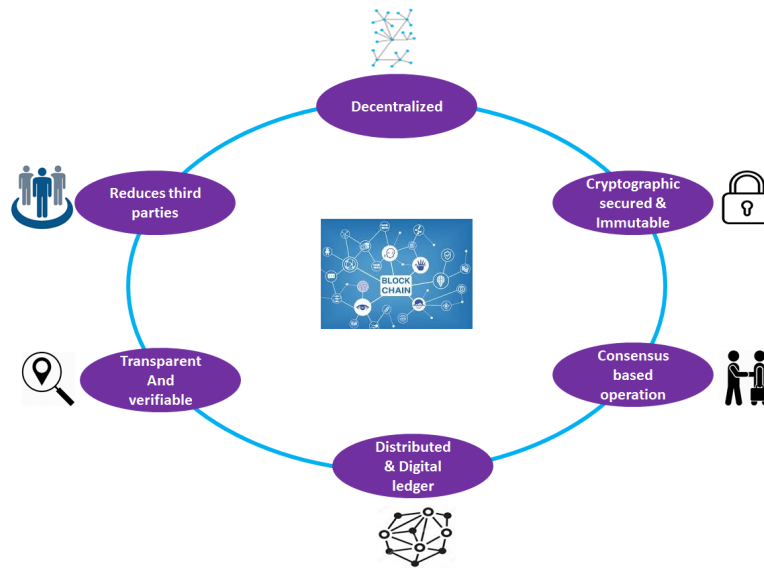 Decentralized
Cryptographic
secured &
Immutable
Consensus
based
operation
Distributed
& Digital
ledger
Transparent
And
verifiable
Reduces third
parties
BLOCK
CHAIN